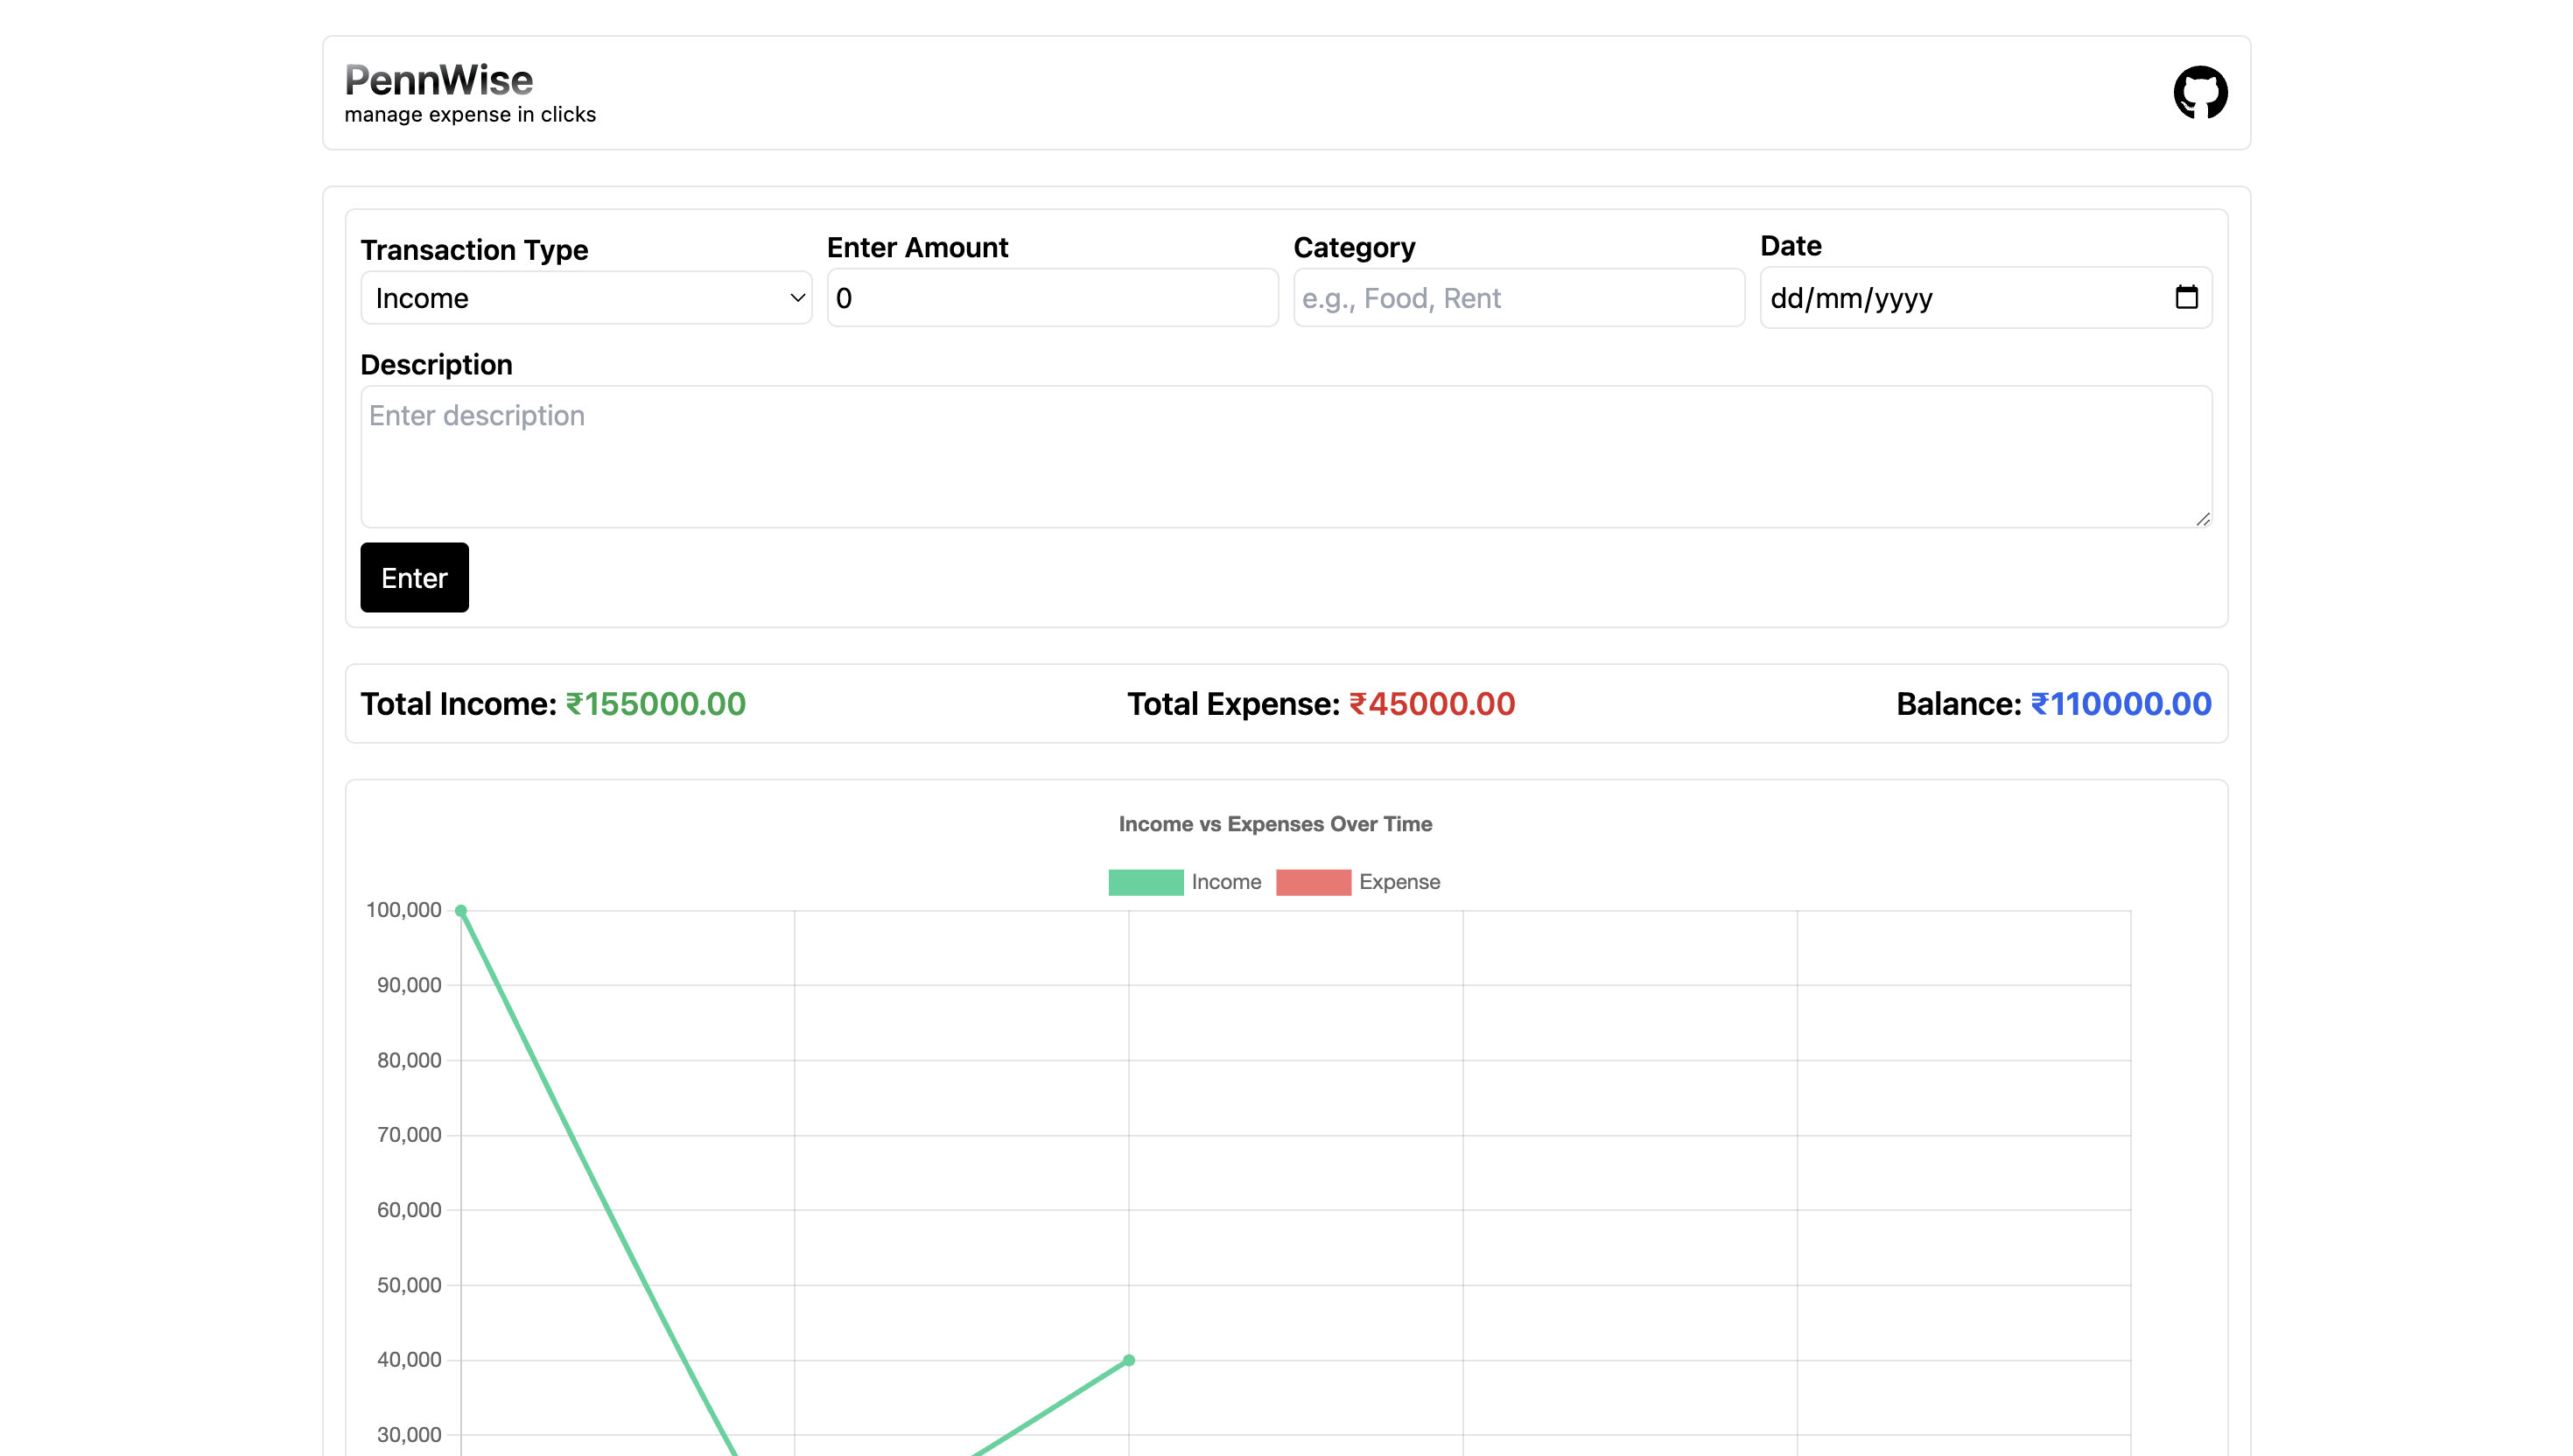 PennWise
manage expense in clicks
Transaction Type
Enter Amount
Category
Date
Income
0
e.g., Food, Rent
dd/mm/yyyy
Description
Enter description
Enter
Total Income: ₹155000.00
Total Expense: ₹45000.00
Balance: ₹110000.00
Income vs Expenses Over Time
Income
Expense
100,000
90,000
80,000
70,000
60,000
50,000
40,000
30,000